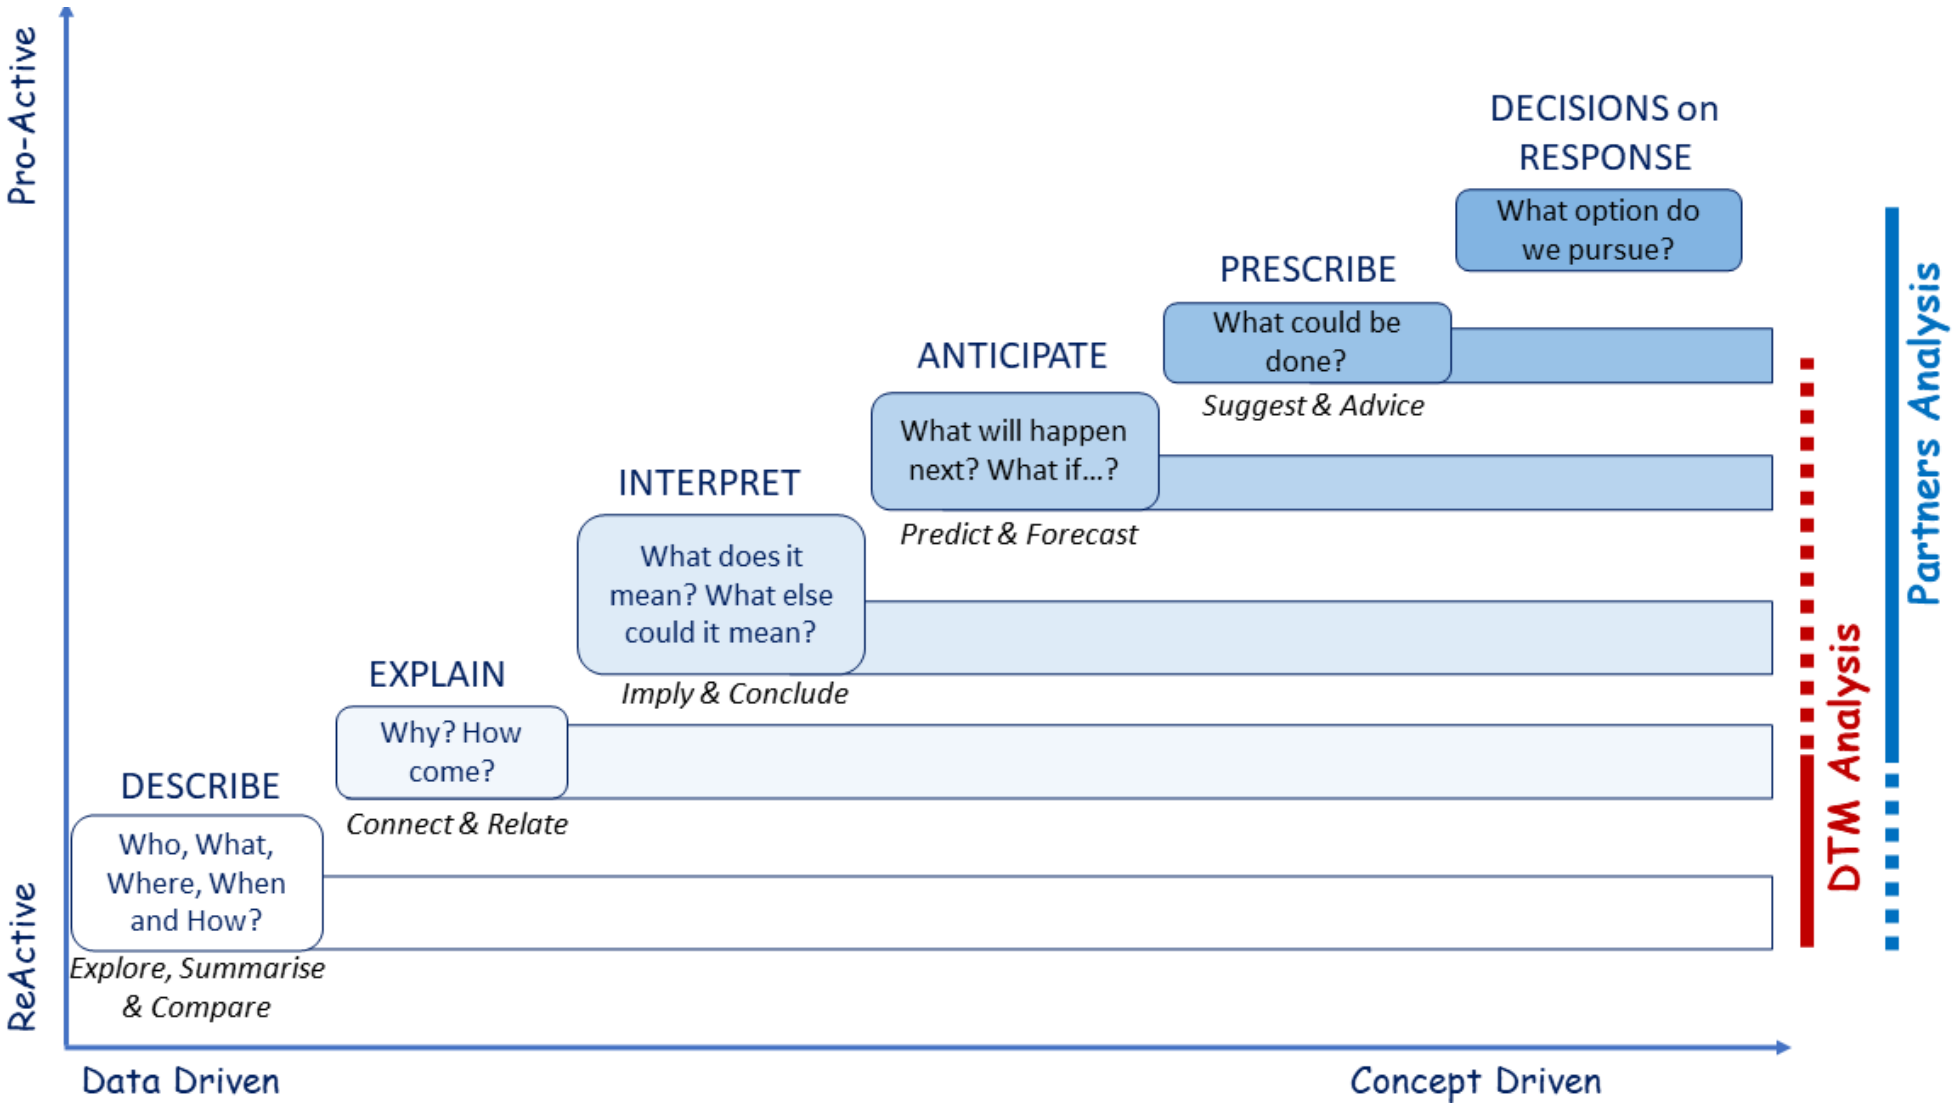 Pro-Active
DECISIONS on
RESPONSE
What option do
we pursue?
PRESCRIBE
What could be
done?
Suggest & Advice
ANTICIPATE
What will happen
next? What if...?
Predict & Forecast
INTERPRET
What does it
mean? What else
could it mean?
Imply & Conclude
EXPLAIN
Why? How
come?
Connect & Relate
DESCRIBE
Who, What,
Where, When
and How?
Explore, Summarise
& Compare
ReActive
Data Driven
Concept Driven
DTM Analysis
Partners Analysis